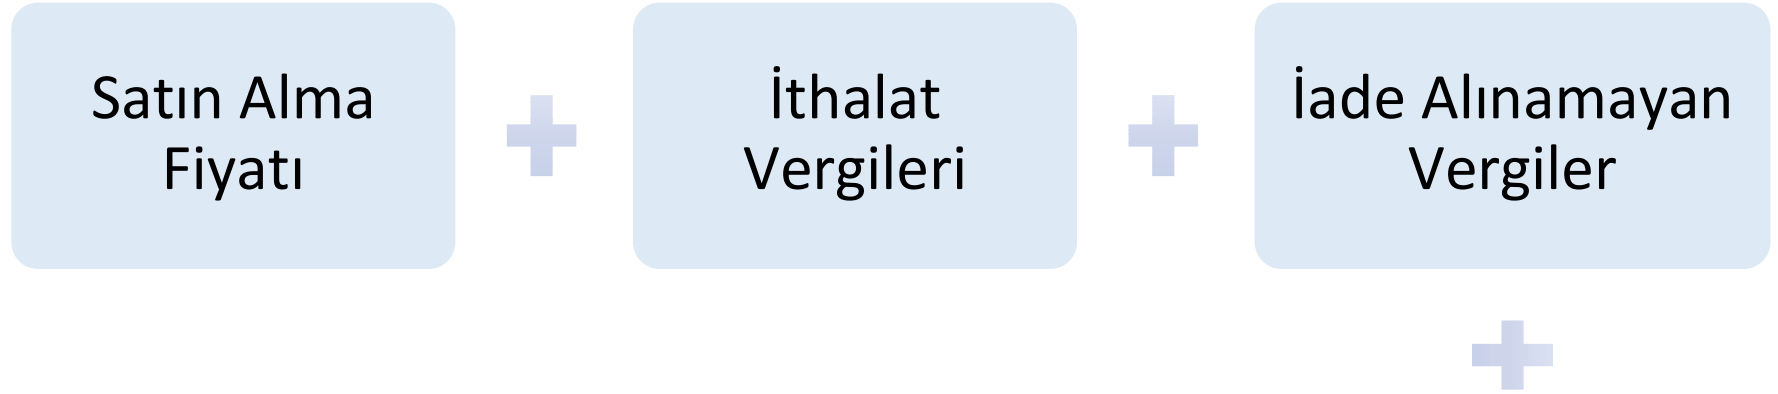 Satın Alma
Fiyatı
İthalat
Vergileri
İade Alınamayan
Vergiler